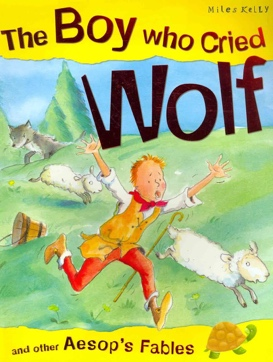 Miles Kelly
The Boy who Cried
Wolf
and other Aesop's Fables